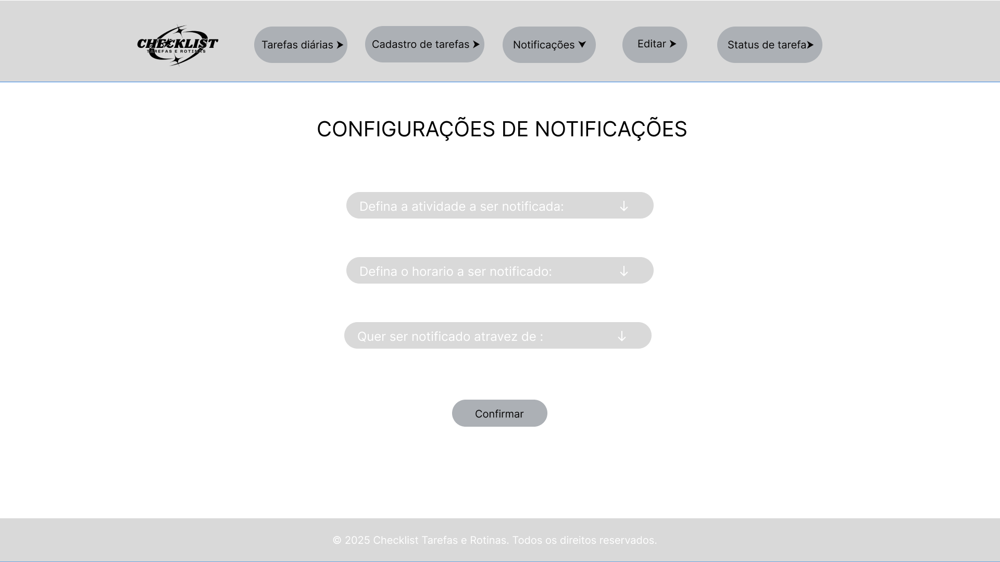 CHECKLIST
TAREFAS E ROTINAS
Tarefas diárias ➤
Cadastro de tarefas ➤
Notificações ⮟
Editar ➤
Status de tarefa➤
CONFIGURAÇÕES DE NOTIFICAÇÕES
Defina a atividade a ser notificada: ↓
Defina o horario a ser notificado: ↓
Quer ser notificado atravez de : ↓
Confirmar
© 2025 Checklist Tarefas e Rotinas. Todos os direitos reservados.